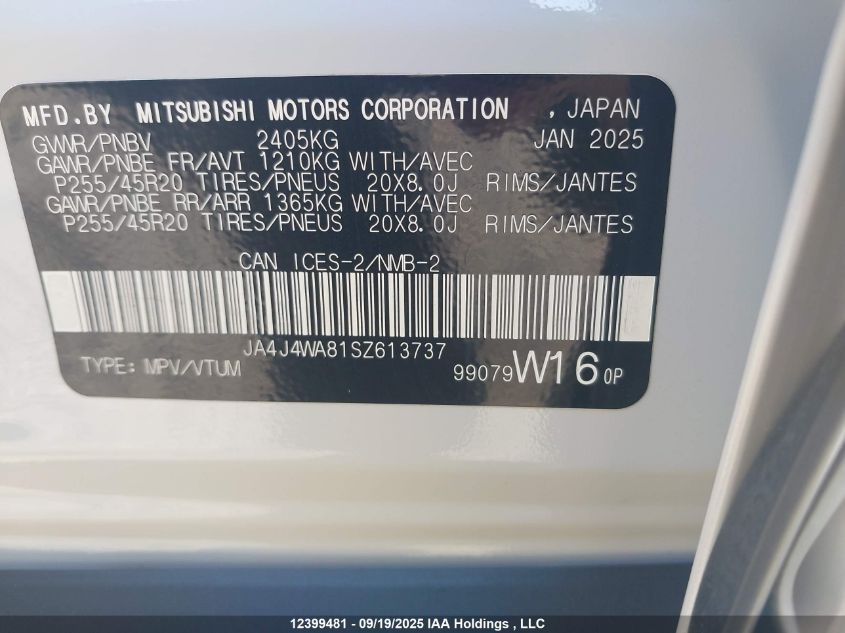 MFD.BY MITSUBISHI MOTORS CORPORATION , JAPAN
GVWR/PNBV 2405KG JAN 2025
GAWR/PNBE FR/AVT 1210KG WITH/AVEC
P255/45R20 TIRES/PNEUS 20X8.0J RIMS/JANTES
GAWR/PNBE RR/ARR 1365KG WITH/AVEC
P255/45R20 TIRES/PNEUS 20X8.0J RIMS/JANTES
CAN ICES-2/NMB-2
JA4J4WA81SZ613737
TYPE: MPV/VTUM 99079 W16 0P
12399481 - 09/19/2025 IAA Holdings , LLC